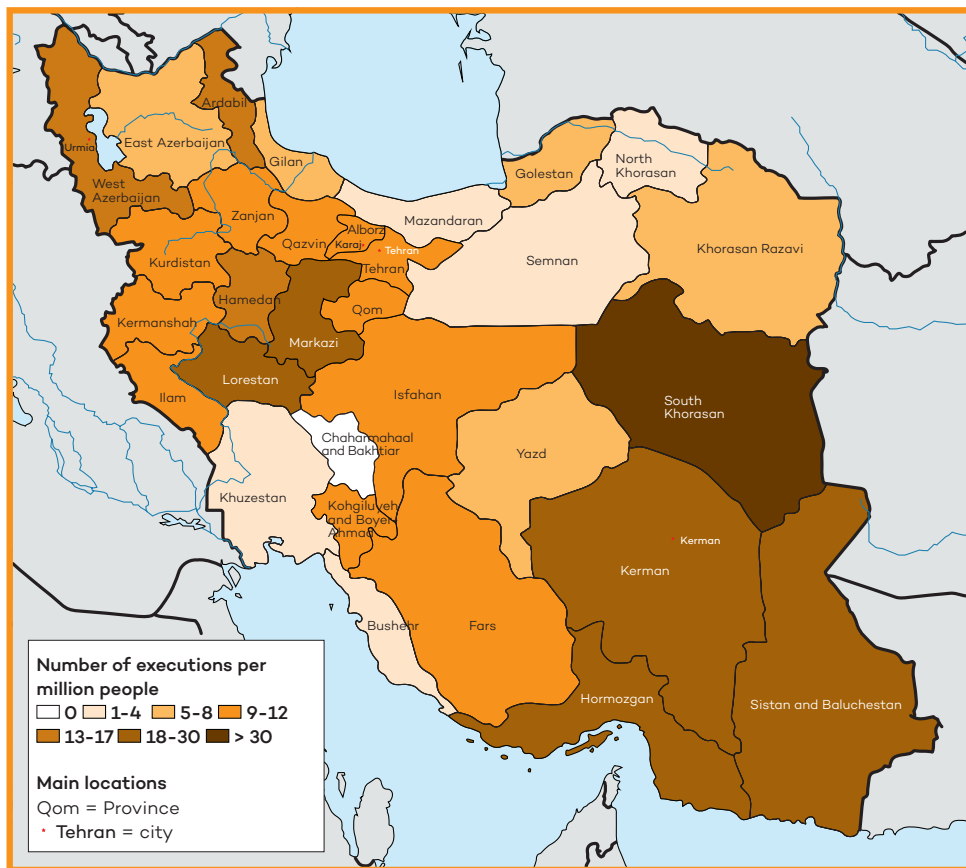 Ardabil
East Azerbaijan
Urmia
Gilan
West
Azerbaijan
Golestan
North
Khorasan
Zanjan
Mazandaran
Alborz
Qazvin
Karaj
Tehran
Khorasan Razavi
Kurdistan
Tehran
Semnan
Hamedan
Qom
Kermanshah
Markazi
Lorestan
Ilam
Isfahan
South
Khorasan
Chaharmahaal
and Bakhtiar
Yazd
Khuzestan
Kohgiluyeh
and Boyer-
Ahmad
Kerman
Kerman
Bushehr
Fars
Hormozgan
Sistan and Baluchestan
Number of executions per
million people
0 1-4 5-8 9-12
13-17 18-30 > 30
Main locations
Qom = Province
* Tehran = city